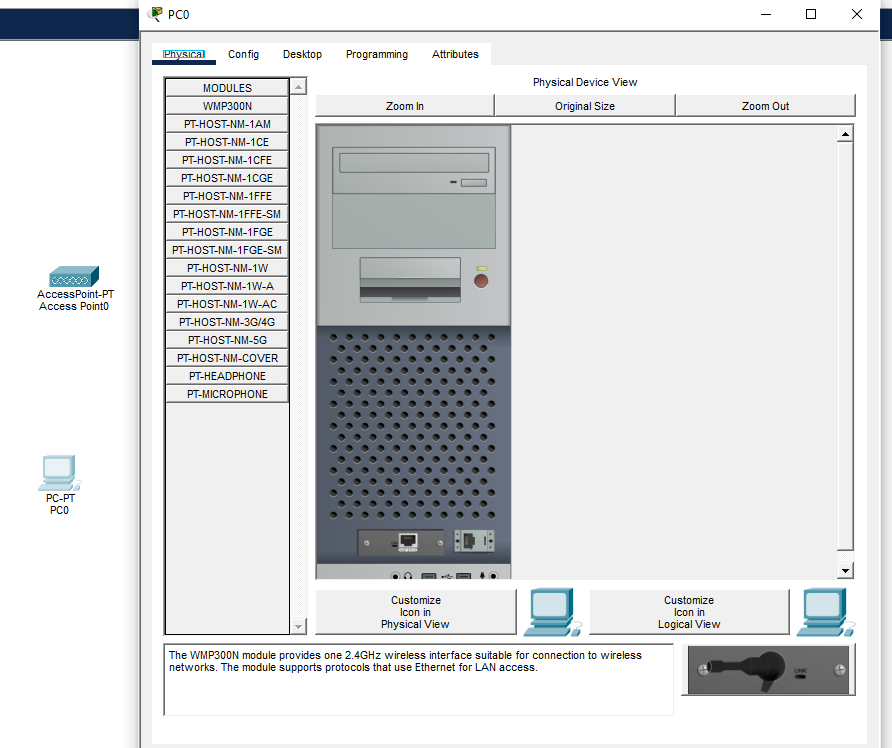 PC0
Physical
Config
Desktop
Programming
Attributes
MODULES
WMP300N
PT-HOST-NM-1AM
PT-HOST-NM-1CE
PT-HOST-NM-1CFE
PT-HOST-NM-1CGE
PT-HOST-NM-1FFE
PT-HOST-NM-1FFE-SM
PT-HOST-NM-1FGE
PT-HOST-NM-1FGE-SM
PT-HOST-NM-1W
PT-HOST-NM-1W-A
PT-HOST-NM-1W-AC
PT-HOST-NM-3G/4G
PT-HOST-NM-5G
PT-HOST-NM-COVER
PT-HEADPHONE
PT-MICROPHONE
Physical Device View
Zoom In
Original Size
Zoom Out
AccessPoint-PT
Access Point0
PC-PT
PC0
Customize
Icon in
Physical View
Customize
Icon in
Logical View
The WMP300N module provides one 2.4GHz wireless interface suitable for connection to wireless
networks. The module supports protocols that use Ethernet for LAN access.
LINK